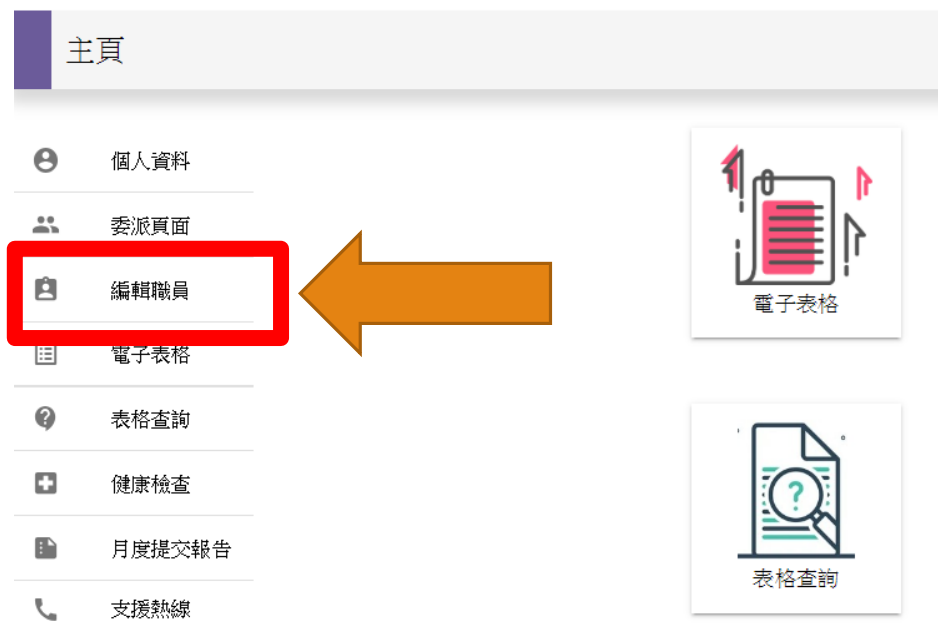 主頁
個人資料
委派頁面
編輯職員
電子表格
表格查詢
健康檢查
月度提交報告
支援熱線
電子表格
表格查詢